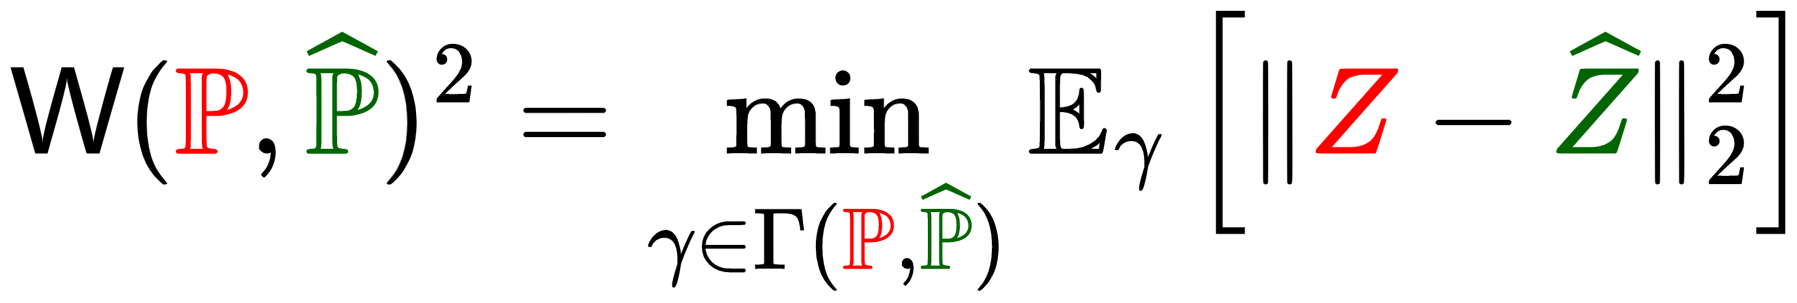 W(ℙ, ℙ̂)² = min_{γ∈Γ(ℙ,ℙ̂)} 𝔼_γ [‖Z − Ẑ‖₂²]